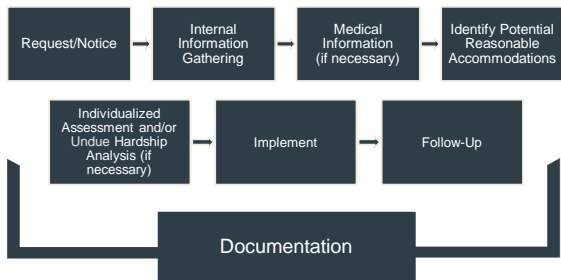 Request/Notice
Internal
Information
Gathering
Medical
Information
(if necessary)
Identify Potential
Reasonable
Accommodations
Individualized
Assessment and/or
Undue Hardship
Analysis (if
necessary)
Implement
Follow-Up
Documentation